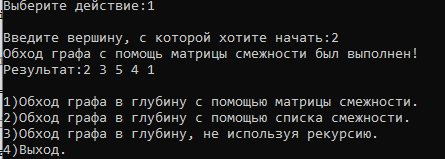 Выберите действие:1
Введите вершину, с которой хотите начать:2
Обход графа с помощь матрицы смежности был выполнен!
Результат:2 3 5 4 1
1)Обход графа в глубину с помощью матрицы смежности.
2)Обход графа в глубину с помощью списка смежности.
3)Обход графа в глубину, не используя рекурсию.
4)Выход.